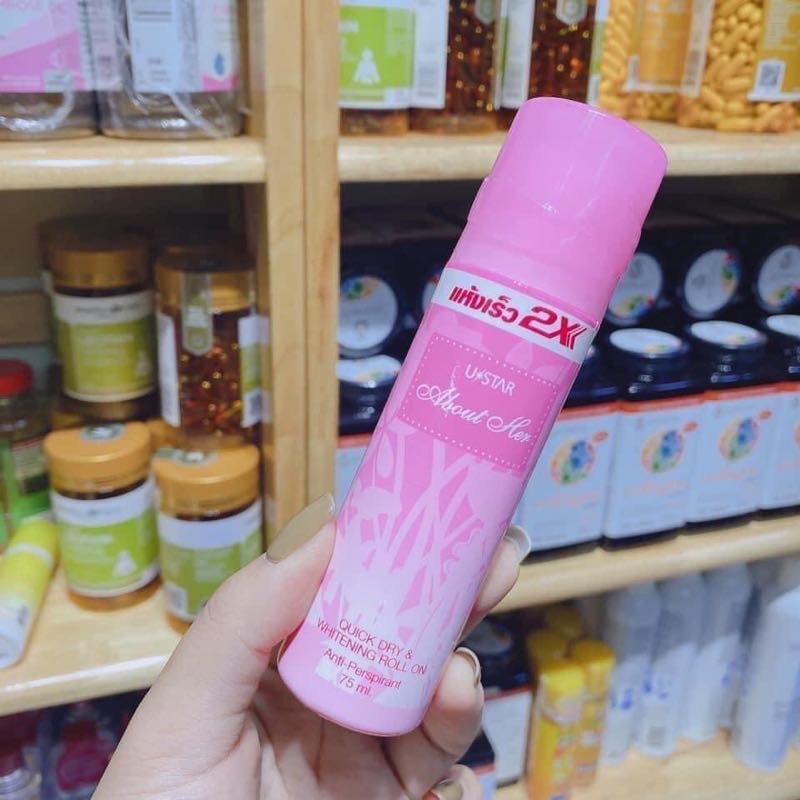 แห้งเร็ว 2X
U★STAR
About Her
QUICK DRY &
WHITENING ROLL ON
Anti-Perspirant
75 ml.